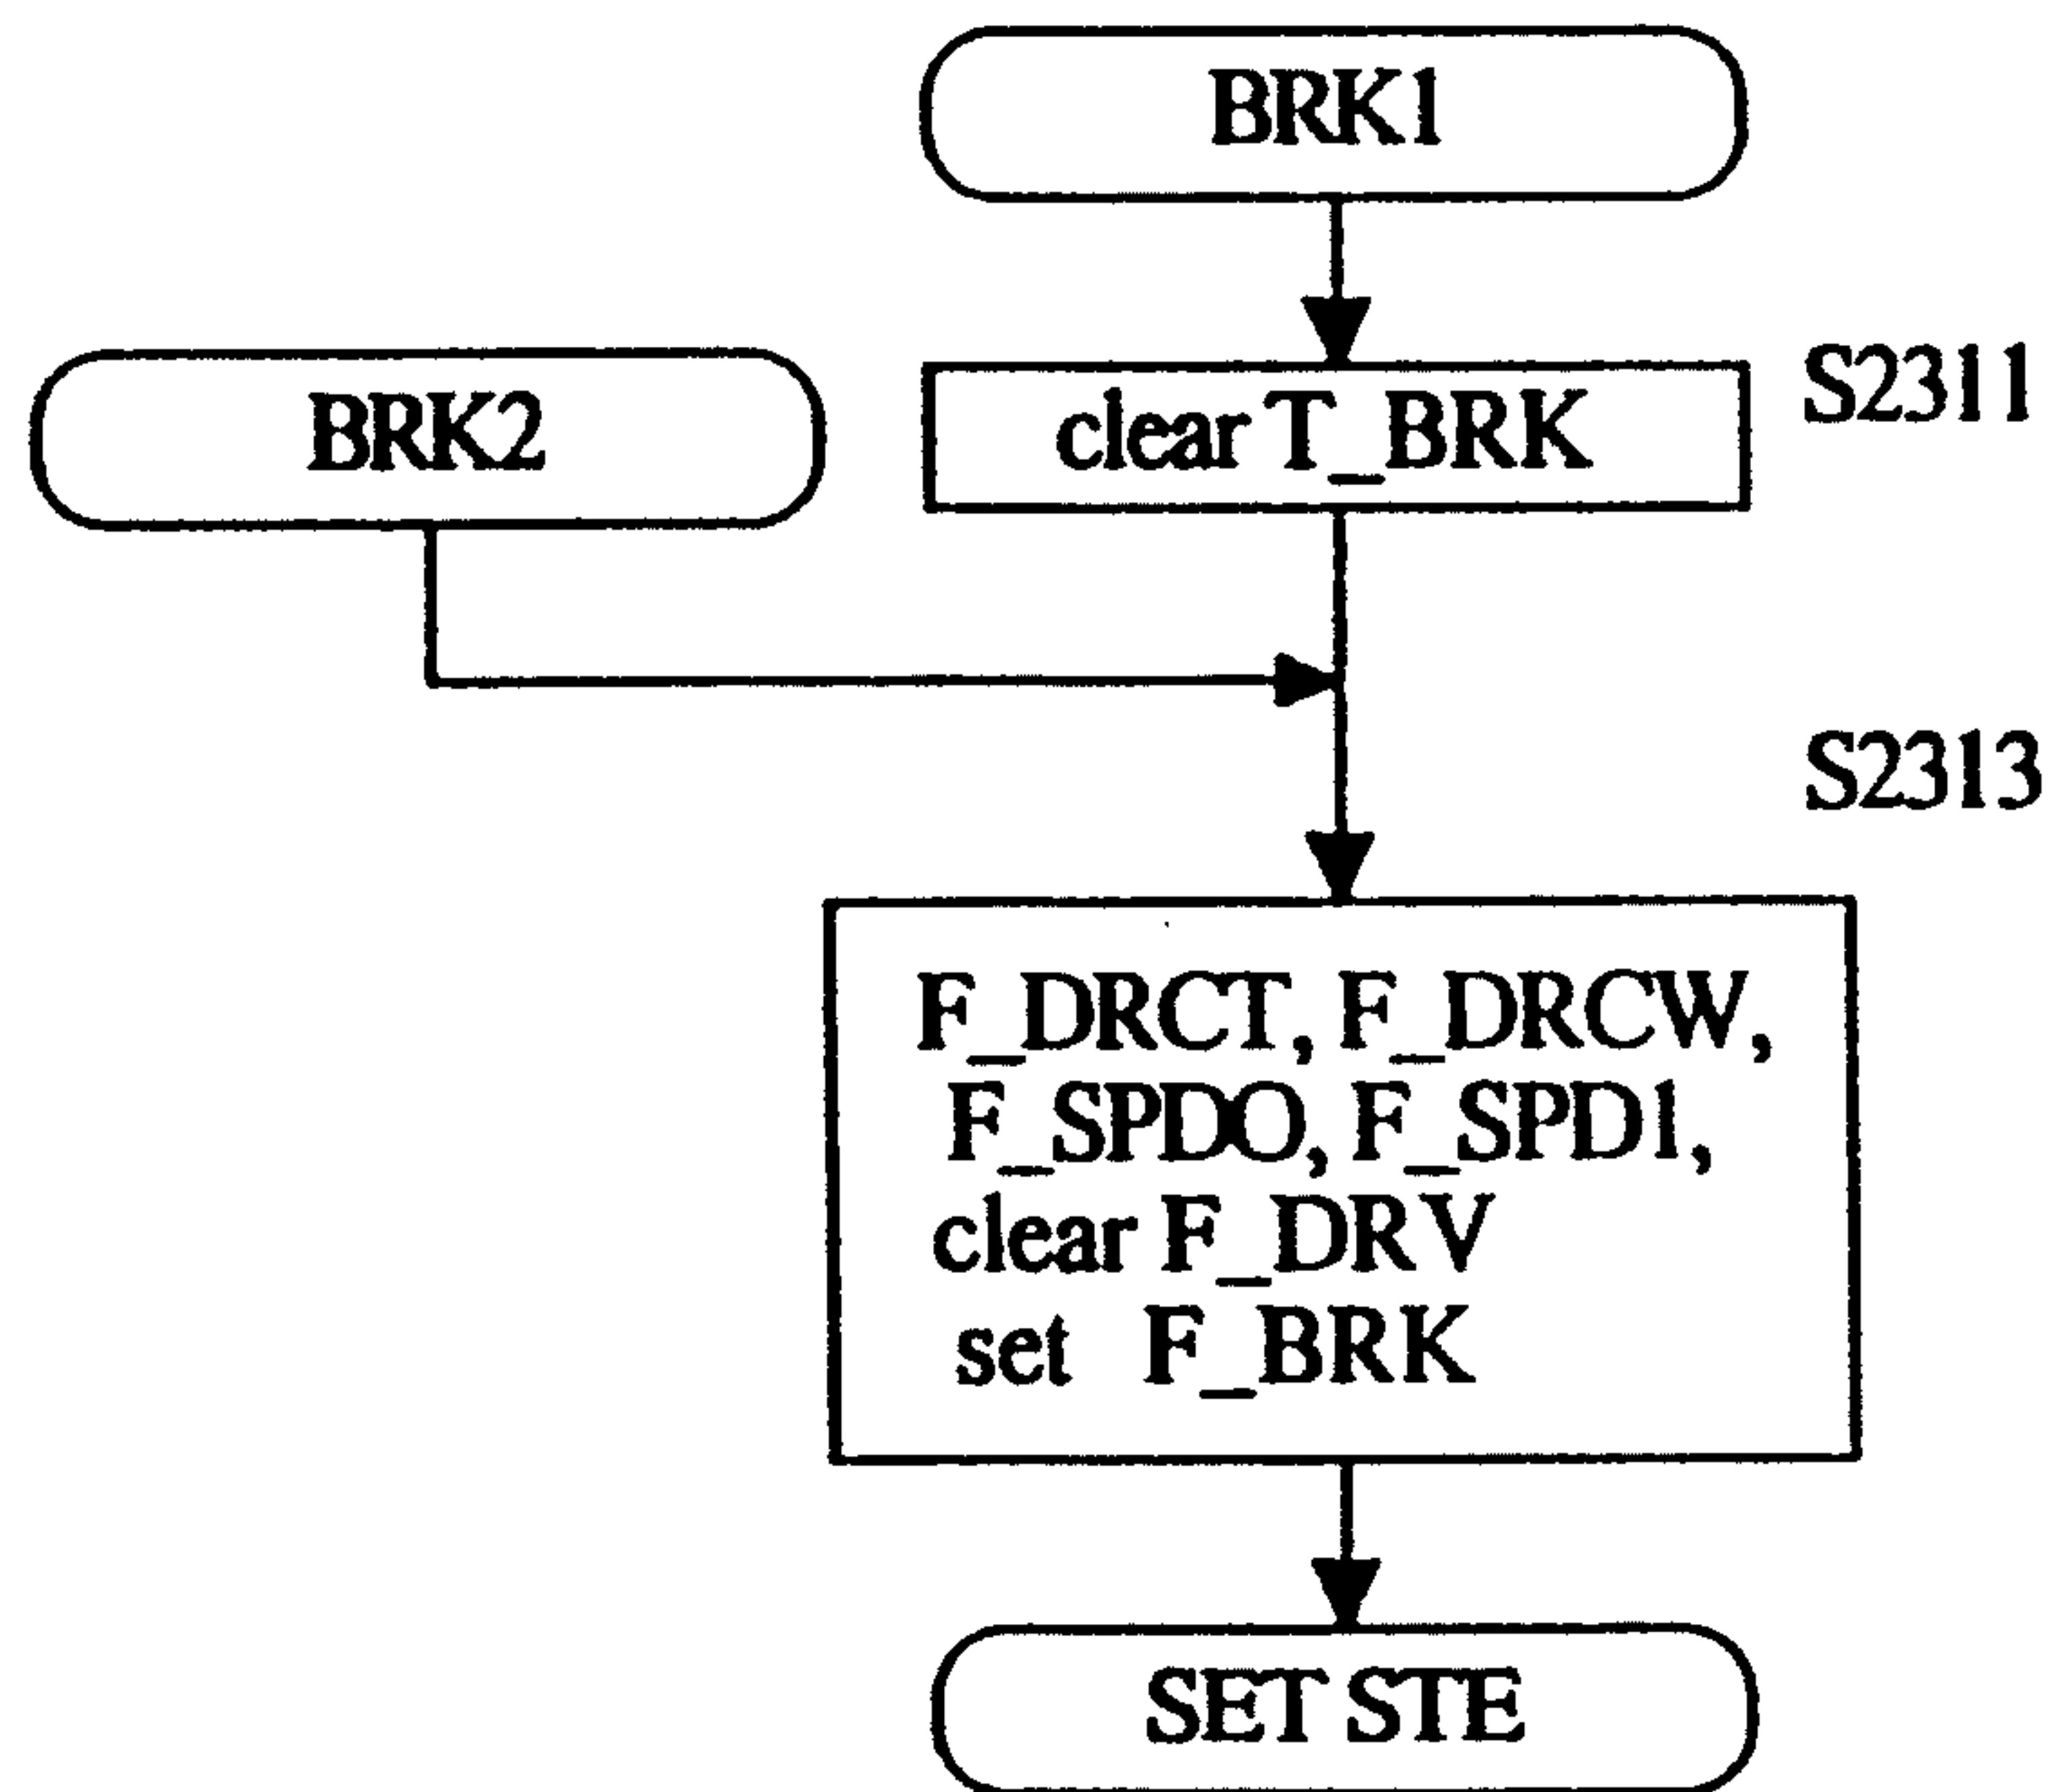 BRK1
BRK2
clear T_BRK
S2311
S2313
F_DRCT, F_DRCW,
F_SPDO, F_SPD1,
clear F_DRV
set F_BRK
SET STE